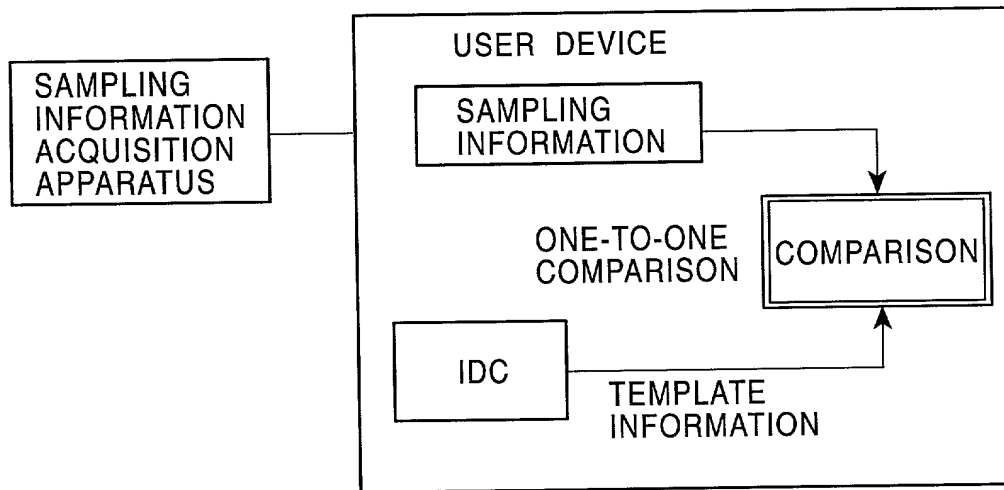 USER DEVICE
SAMPLING
INFORMATION
ACQUISITION
APPARATUS
SAMPLING
INFORMATION
ONE-TO-ONE
COMPARISON
COMPARISON
IDC
TEMPLATE
INFORMATION